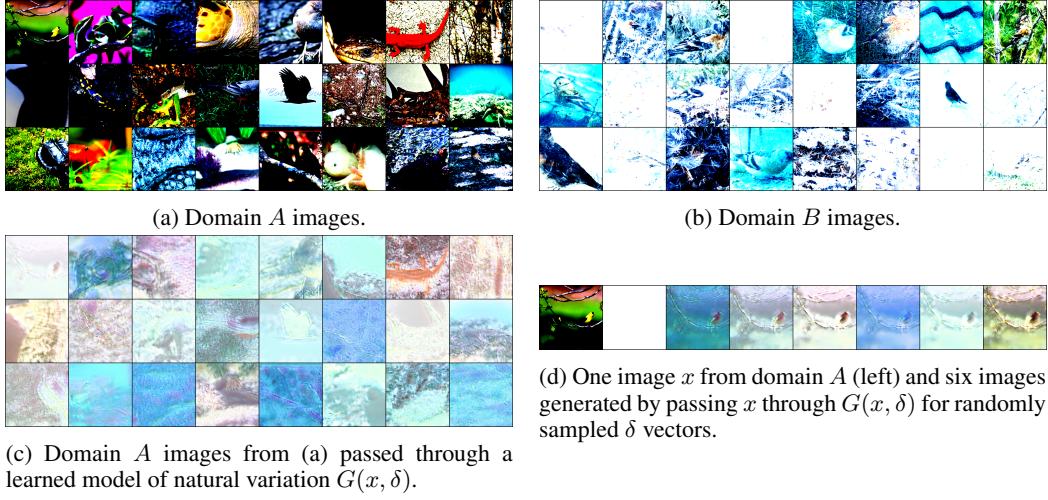 (a) Domain A images.
(b) Domain B images.
(c) Domain A images from (a) passed through a
learned model of natural variation G(x, δ).
(d) One image x from domain A (left) and six images
generated by passing x through G(x, δ) for randomly
sampled δ vectors.